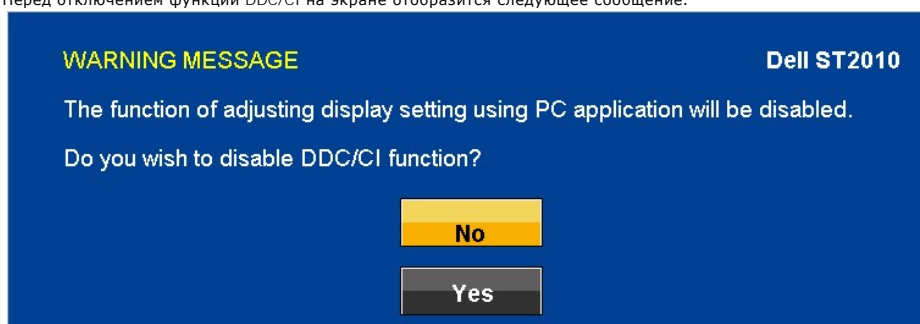 Перед отключением функции DDC/CI на экране отобразится следующее сообщение.
WARNING MESSAGE Dell ST2010
The function of adjusting display setting using PC application will be disabled.
Do you wish to disable DDC/CI function?
No
Yes